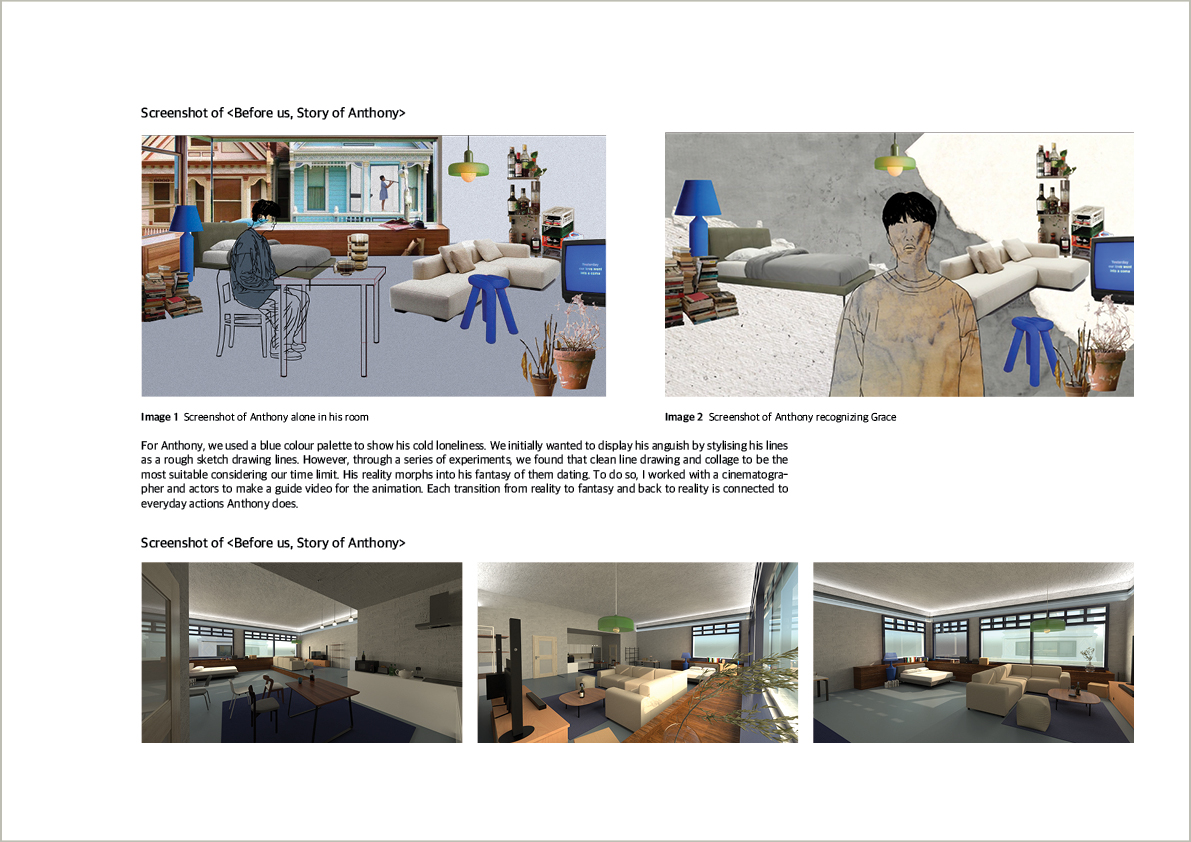 Screenshot of <Before us, Story of Anthony>
Image 1 Screenshot of Anthony alone in his room
Image 2 Screenshot of Anthony recognizing Grace
For Anthony, we used a blue colour palette to show his cold loneliness. We initially wanted to display his anguish by stylising his lines
as a rough sketch drawing lines. However, through a series of experiments, we found that clean line drawing and collage to be the
most suitable considering our time limit. His reality morphs into his fantasy of them dating. To do so, I worked with a cinematogra-
pher and actors to make a guide video for the animation. Each transition from reality to fantasy and back to reality is connected to
everyday actions Anthony does.
Screenshot of <Before us, Story of Anthony>